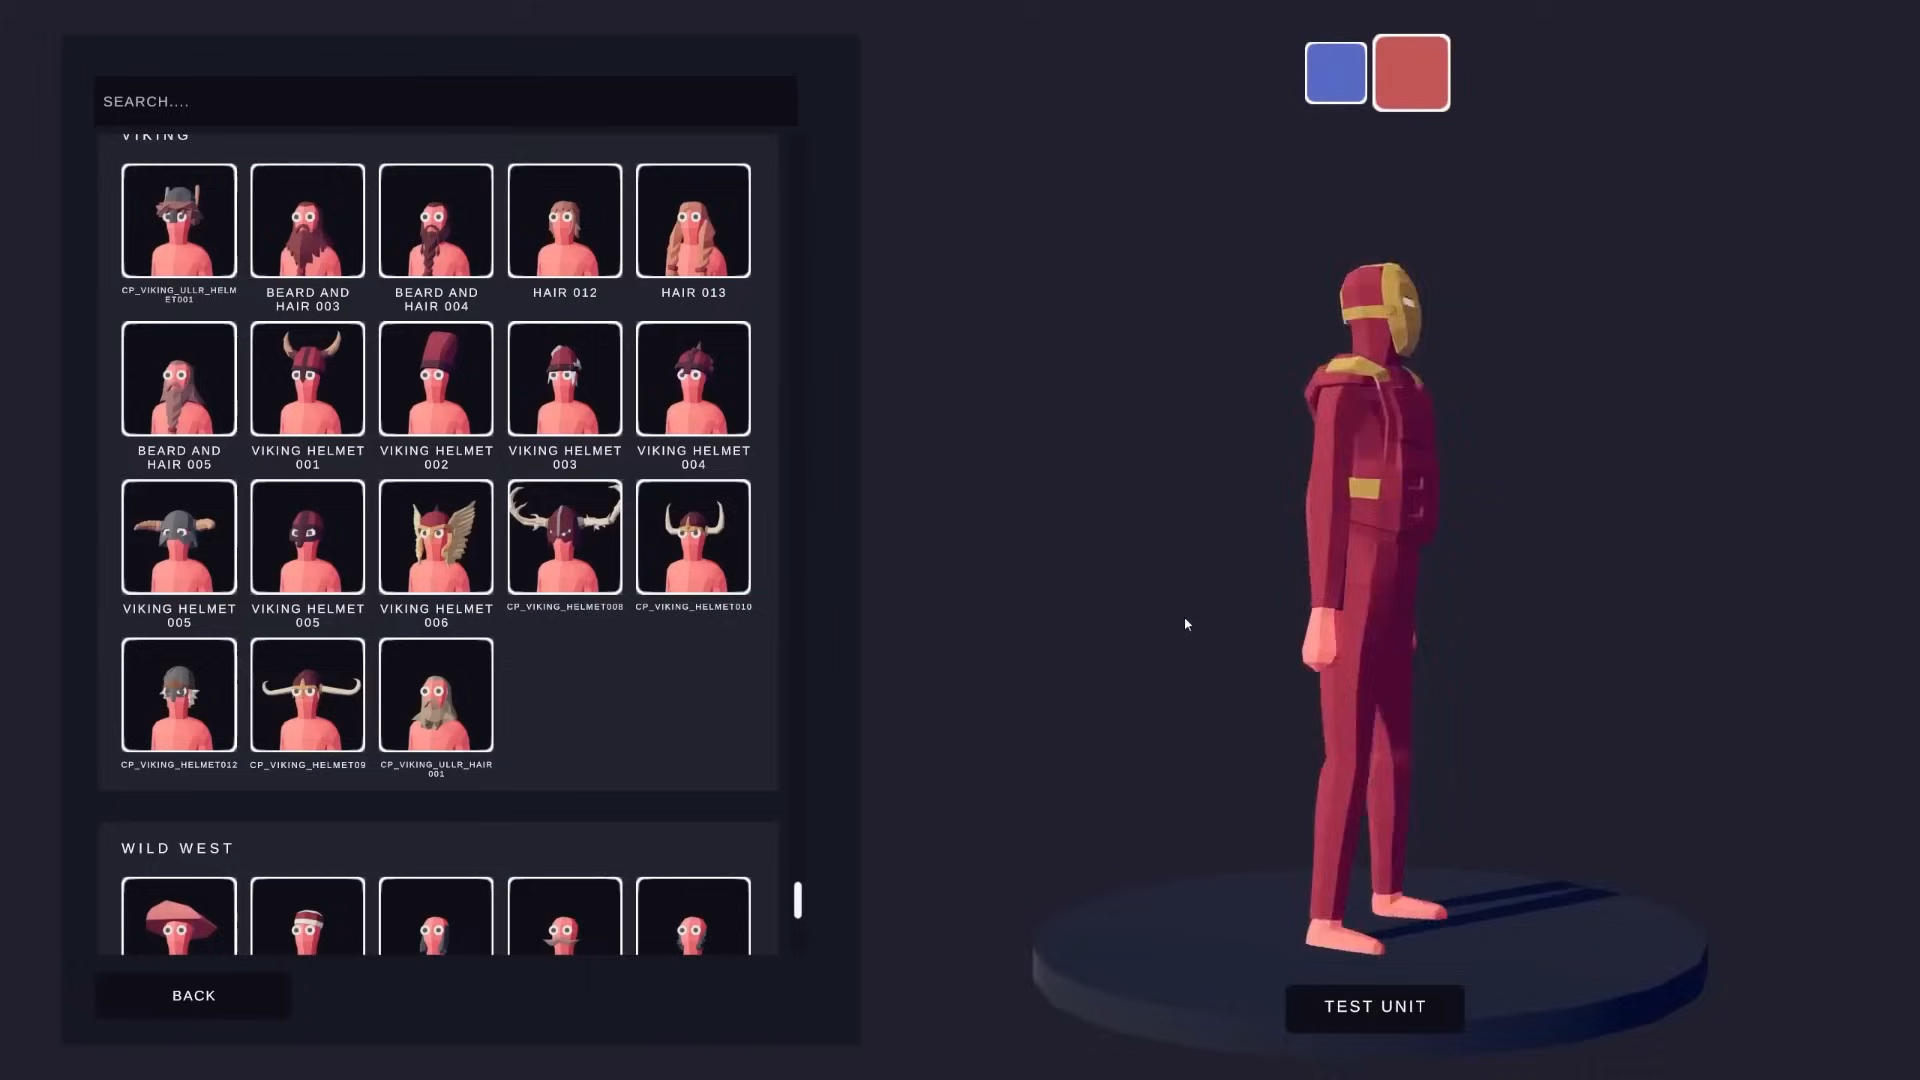 SEARCH....
VIKING
CP_VIKING_ULLR_HELM
ET001
BEARD AND
HAIR 003
BEARD AND
HAIR 004
HAIR 012
HAIR 013
BEARD AND
HAIR 005
VIKING HELMET
001
VIKING HELMET
002
VIKING HELMET
003
VIKING HELMET
004
VIKING HELMET
005
VIKING HELMET
005
VIKING HELMET
006
CP_VIKING_HELMET008
CP_VIKING_HELMET010
CP_VIKING_HELMET012
CP_VIKING_HELMET09
CP_VIKING_ULLR_HAIR
001
WILD WEST
BACK
TEST UNIT